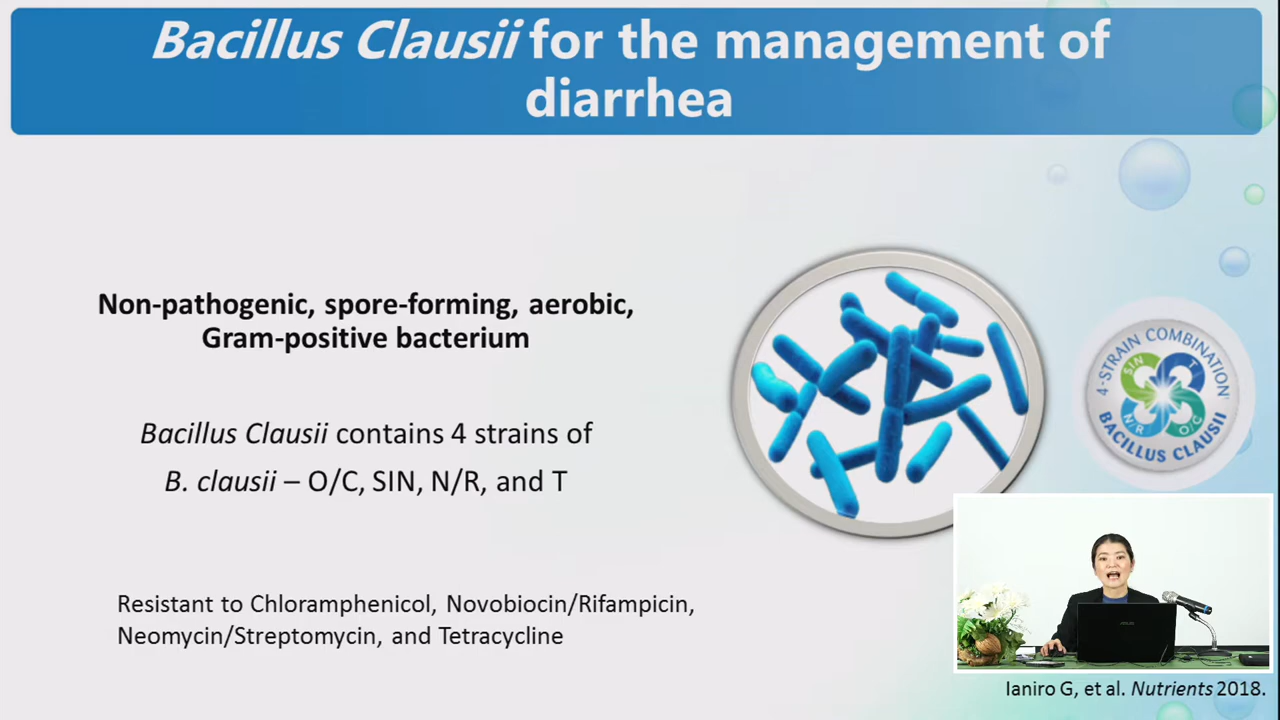 Bacillus Clausii for the management of
diarrhea
Non-pathogenic, spore-forming, aerobic,
Gram-positive bacterium
Bacillus Clausii contains 4 strains of
B. clausii – O/C, SIN, N/R, and T
Resistant to Chloramphenicol, Novobiocin/Rifampicin,
Neomycin/Streptomycin, and Tetracycline
4-STRAIN COMBINATION
SIN
T
N/R
O/C
BACILLUS CLAUSII
ASUS
Ianiro G, et al. Nutrients 2018.